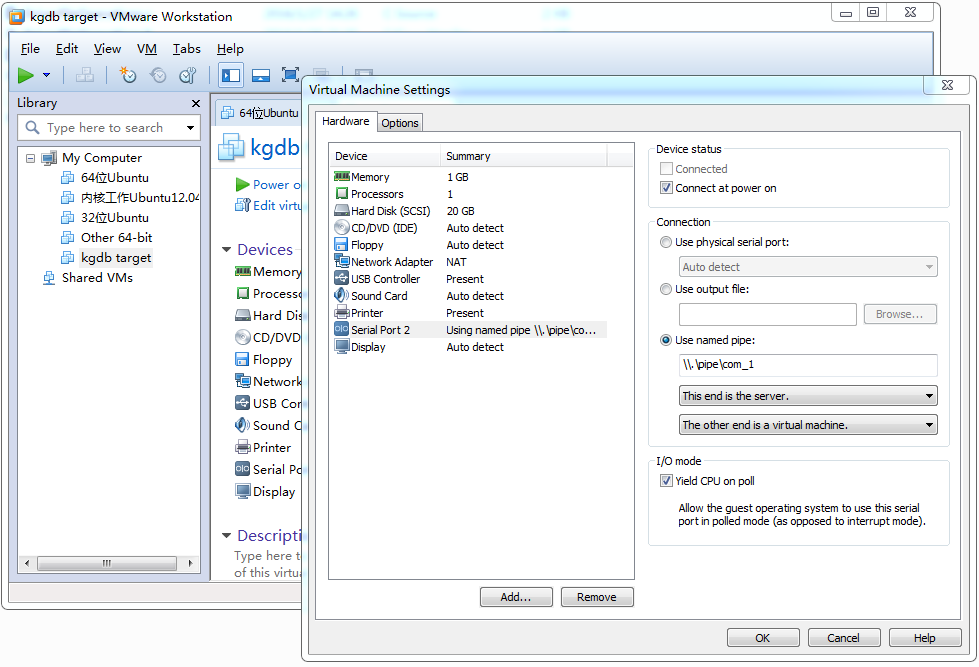 kgdb target - VMware Workstation
File Edit View VM Tabs Help
Library
Type here to search
My Computer
64位Ubuntu
内核工作Ubuntu12.04
32位Ubuntu
Other 64-bit
kgdb target
Shared VMs
64位Ubuntu
kgdb
Power o
Edit virtu
Devices
Memory
Processo
Hard Dis
CD/DVD
Floppy
Network
USB Con
Sound C
Printer
Serial Po
Display
Descripti
Type here t
of this virtua
Virtual Machine Settings
Hardware Options
Device Summary
Memory 1 GB
Processors 1
Hard Disk (SCSI) 20 GB
CD/DVD (IDE) Auto detect
Floppy Auto detect
Network Adapter NAT
USB Controller Present
Sound Card Auto detect
Printer Present
Serial Port 2 Using named pipe \\.\pipe\co...
Display Auto detect
Add... Remove
Device status
Connected
Connect at power on
Connection
Use physical serial port:
Auto detect
Use output file:
Browse...
Use named pipe:
\\.\pipe\com_1
This end is the server.
The other end is a virtual machine.
I/O mode
Yield CPU on poll
Allow the guest operating system to use this serial
port in polled mode (as opposed to interrupt mode).
OK Cancel Help